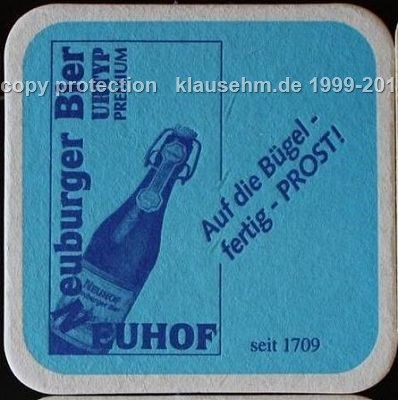 copy protection klausehm.de 1999-201
Neuburger Bier
URTYP
PREMIUM
Auf die Bügel -
fertig - PROST!
NEUHOF
NEUHOF
seit 1709